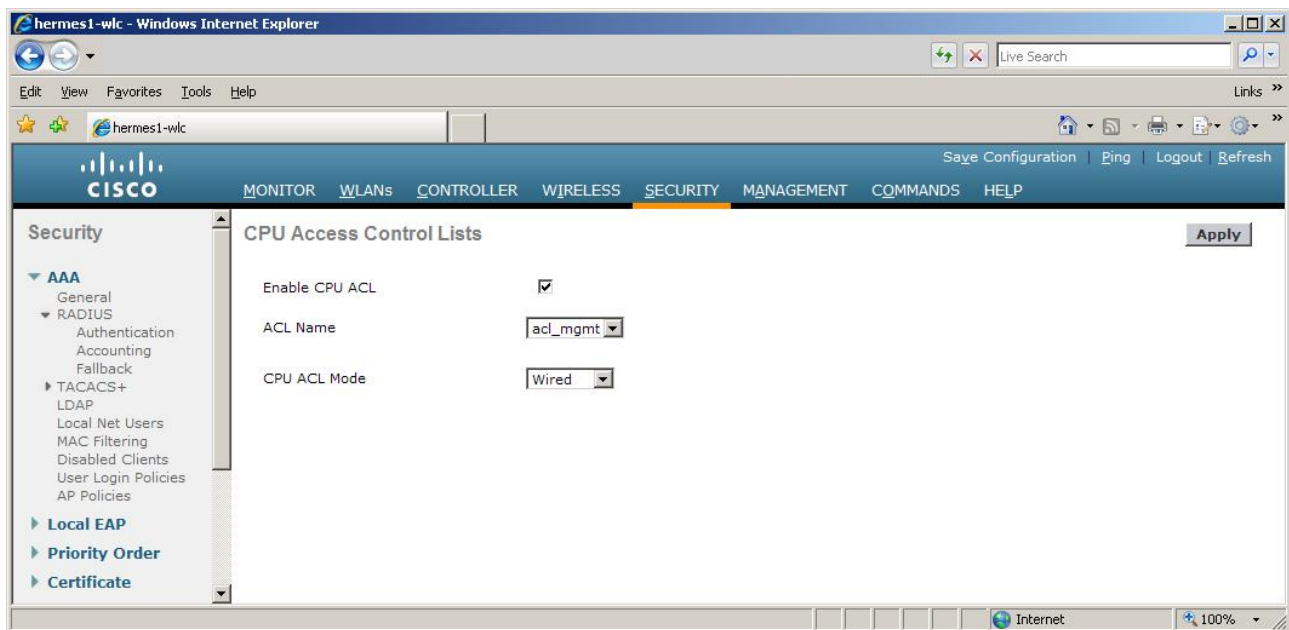 hermes1-wlc - Windows Internet Explorer
Live Search
Edit View Favorites Tools Help Links »
hermes1-wlc »
Save Configuration | Ping | Logout | Refresh
CISCO
MONITOR WLANs CONTROLLER WIRELESS SECURITY MANAGEMENT COMMANDS HELP
Security
AAA
General
RADIUS
Authentication
Accounting
Fallback
TACACS+
LDAP
Local Net Users
MAC Filtering
Disabled Clients
User Login Policies
AP Policies
Local EAP
Priority Order
Certificate
CPU Access Control Lists
Apply
Enable CPU ACL
ACL Name acl_mgmt
CPU ACL Mode Wired
Internet 100%